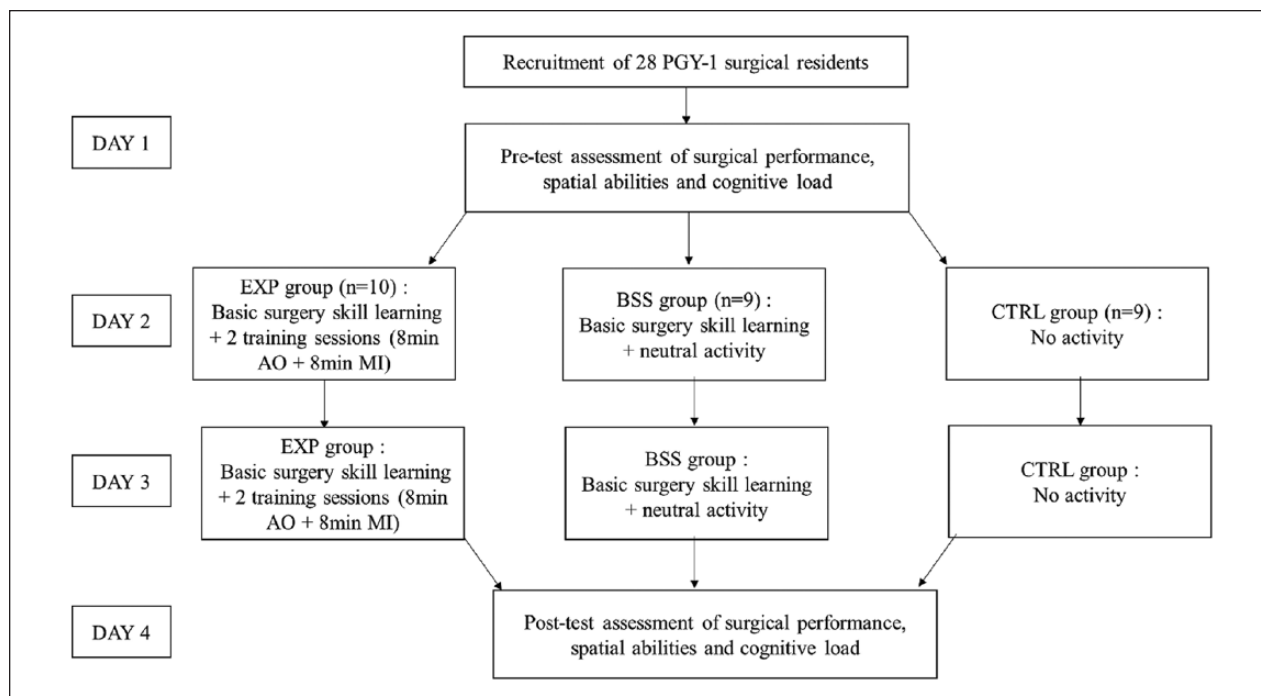 Recruitment of 28 PGY-1 surgical residents
DAY 1
Pre-test assessment of surgical performance,
spatial abilities and cognitive load
DAY 2
EXP group (n=10) :
Basic surgery skill learning
+ 2 training sessions (8min
AO + 8min MI)
BSS group (n=9) :
Basic surgery skill learning
+ neutral activity
CTRL group (n=9) :
No activity
DAY 3
EXP group :
Basic surgery skill learning
+ 2 training sessions (8min
AO + 8min MI)
BSS group :
Basic surgery skill learning
+ neutral activity
CTRL group :
No activity
DAY 4
Post-test assessment of surgical performance,
spatial abilities and cognitive load